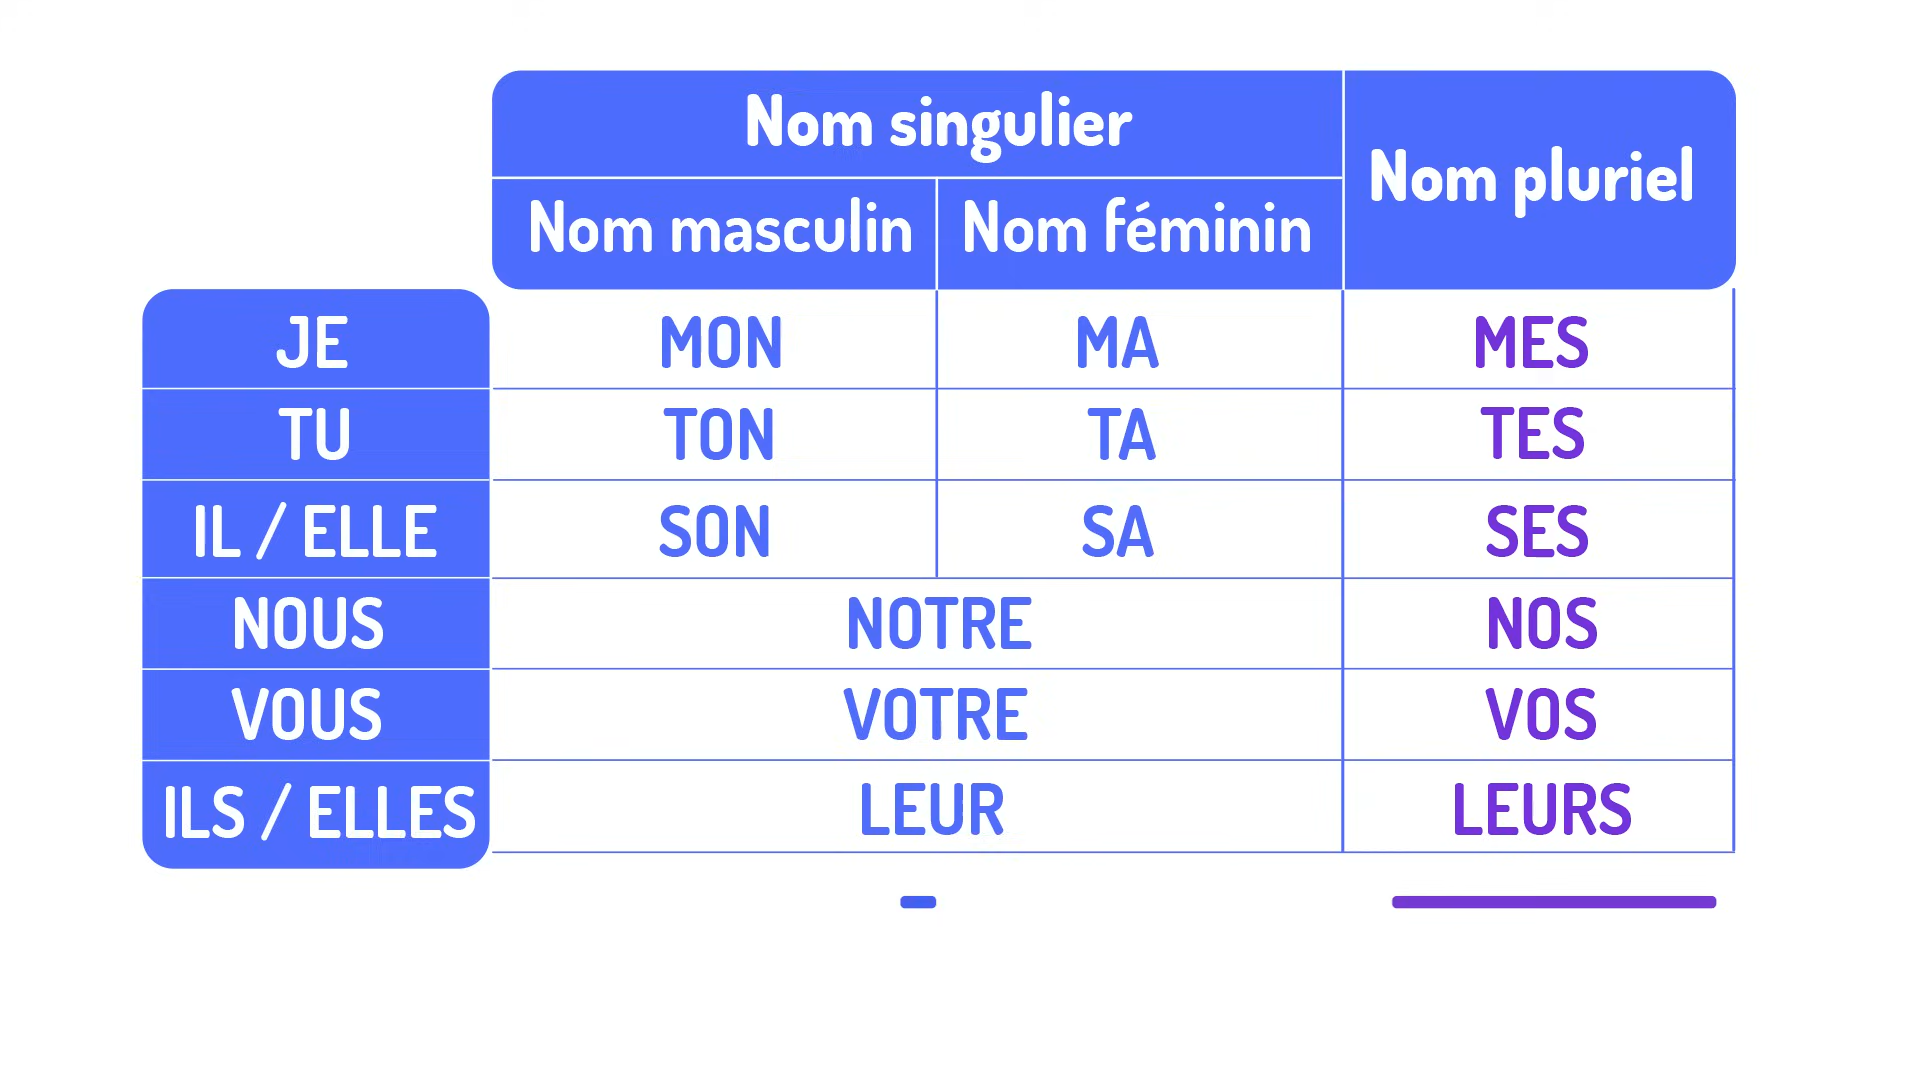 Nom singulier
Nom pluriel
Nom masculin Nom féminin
JE MON MA MES
TU TON TA TES
IL / ELLE SON SA SES
NOUS NOTRE NOS
VOUS VOTRE VOS
ILS / ELLES LEUR LEURS